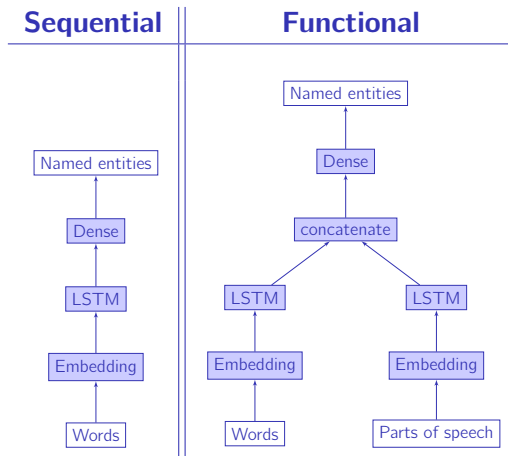 Sequential
Functional
Named entities
Dense
LSTM
Embedding
Words
Named entities
Dense
concatenate
LSTM
LSTM
Embedding
Embedding
Words
Parts of speech